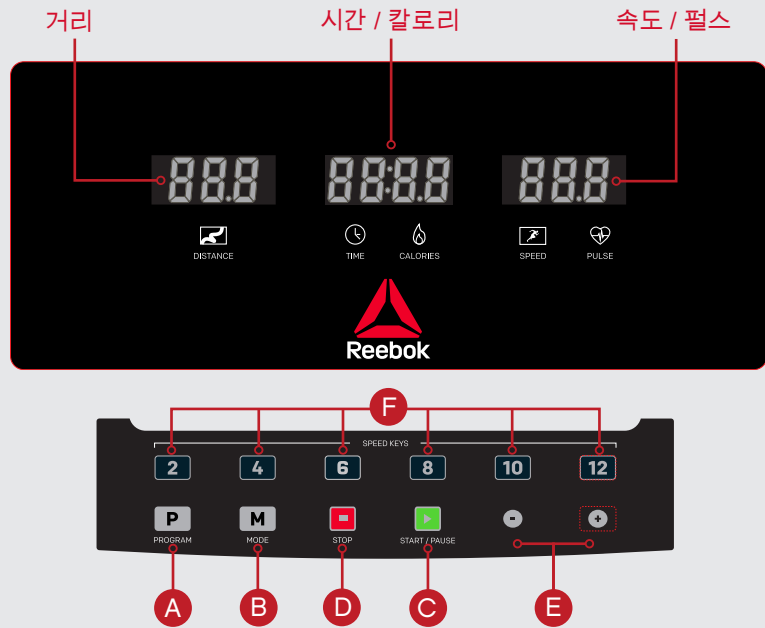 거리 시간 / 칼로리 속도 / 펄스
88.8 88:88 88.8
DISTANCE TIME CALORIES SPEED PULSE
Reebok
F
SPEED KEYS
2 4 6 8 10 12
P M - +
PROGRAM MODE STOP START / PAUSE
A B D C E